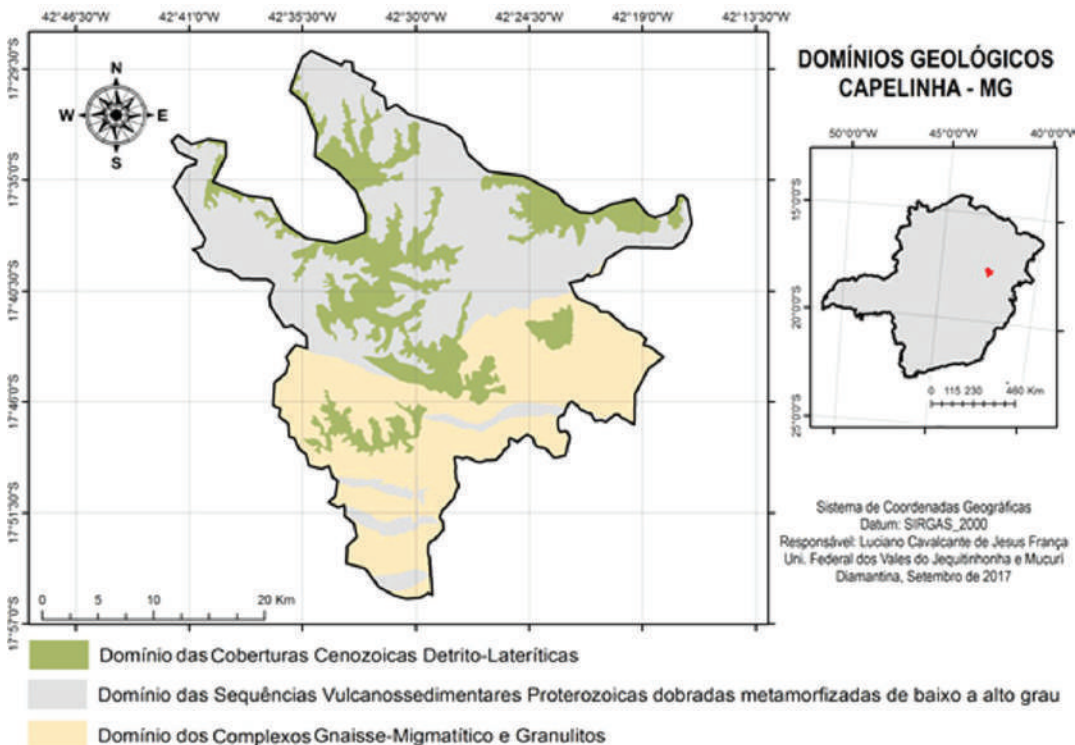 42°46'30"W 42°41'0"W 42°35'30"W 42°30'0"W 42°24'30"W 42°19'0"W 42°13'30"W
17°29'30"S
17°35'0"S
17°40'30"S
17°46'0"S
17°51'30"S
17°57'0"S
N
W E
S
0 5 10 20 Km
DOMÍNIOS GEOLÓGICOS
CAPELINHA - MG
50°0'0"W 45°0'0"W 40°0'0"W
15°0'0"S
20°0'0"S
25°0'0"S
0 115 230 460 Km
Sistema de Coordenadas Geográficas
Datum: SIRGAS_2000
Responsável: Luciano Cavalcante de Jesus França
Uni. Federal dos Vales do Jequitinhonha e Mucuri
Diamantina, Setembro de 2017
Domínio das Coberturas Cenozoicas Detrito-Lateríticas
Domínio das Sequências Vulcanossedimentares Proterozoicas dobradas metamorfizadas de baixo a alto grau
Domínio dos Complexos Gnaisse-Migmatítico e Granulitos